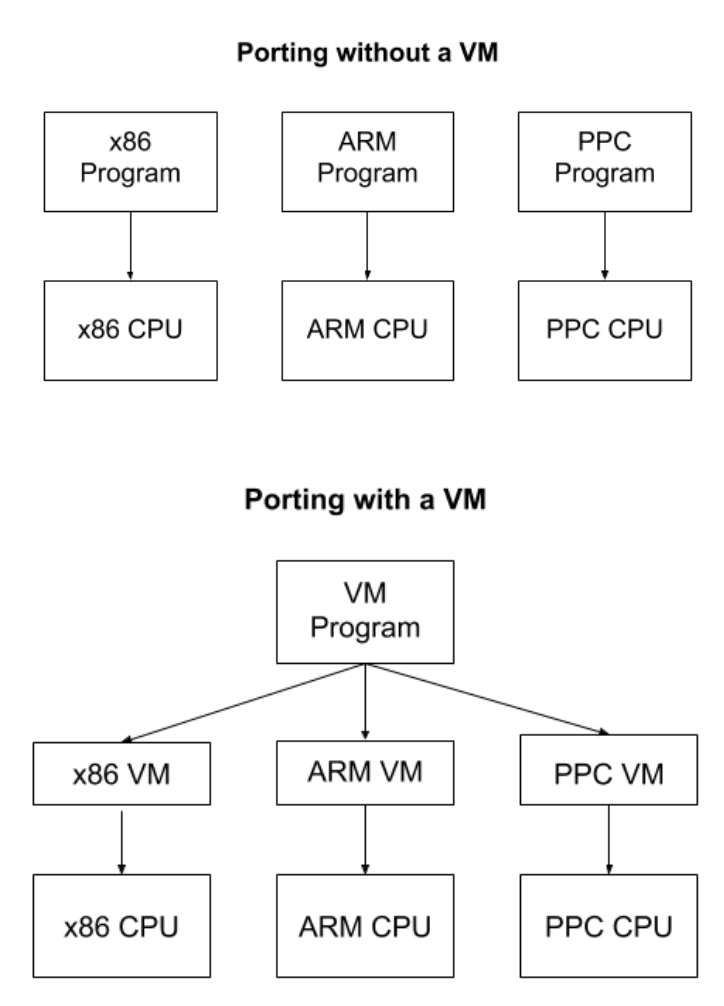 Porting without a VM
x86
Program
ARM
Program
PPC
Program
x86 CPU
ARM CPU
PPC CPU
Porting with a VM
VM
Program
x86 VM
ARM VM
PPC VM
x86 CPU
ARM CPU
PPC CPU